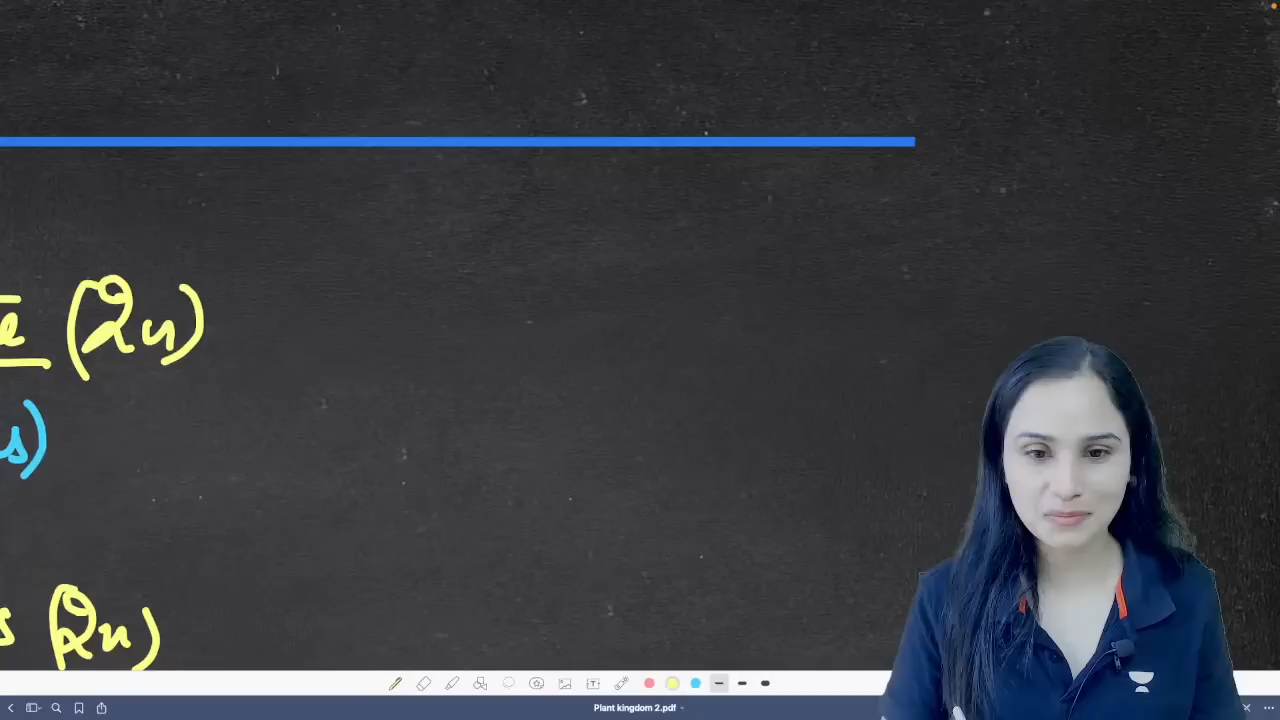 (2n)
s)
s (2n)
Plant kingdom 2.pdf